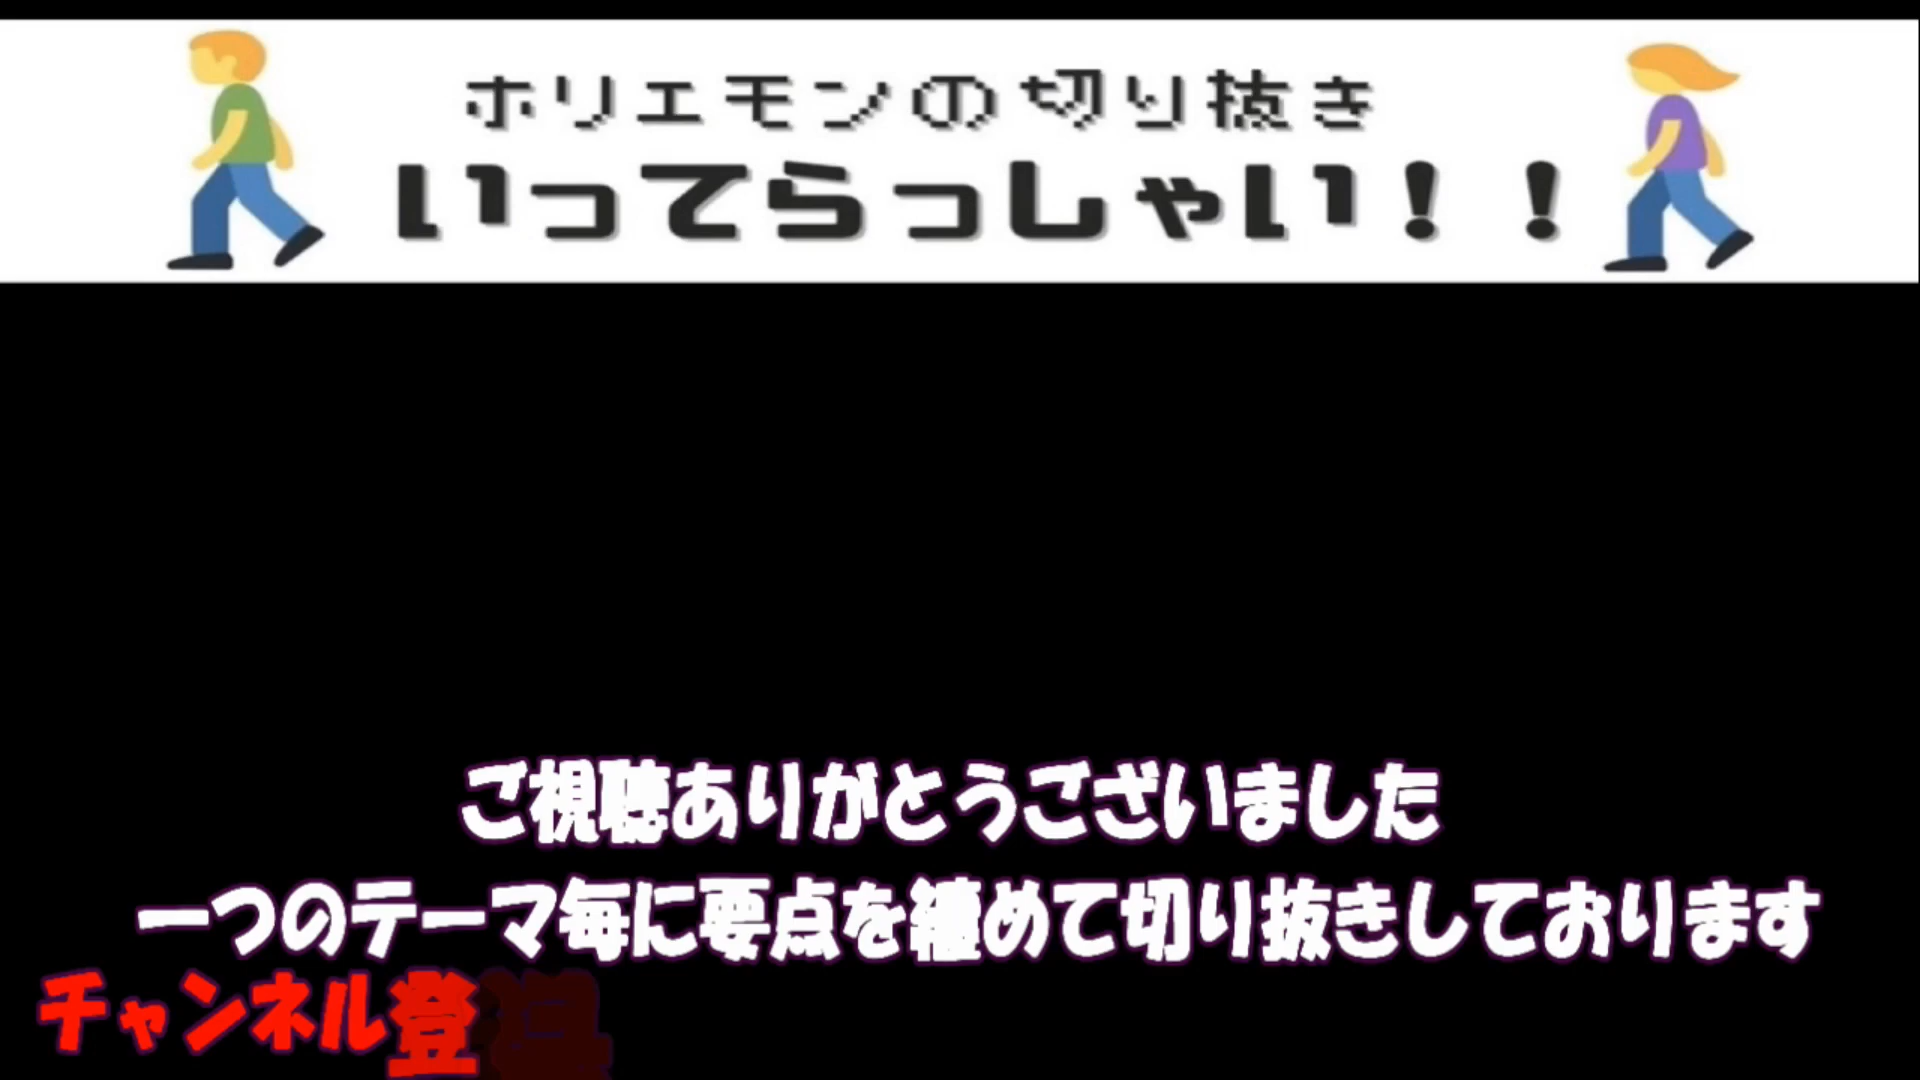 ホリエモンの切り抜き
いってらっしゃい！！
ご視聴ありがとうございました
一つのテーマ毎に要点を纏めて切り抜きしております
チャンネル登